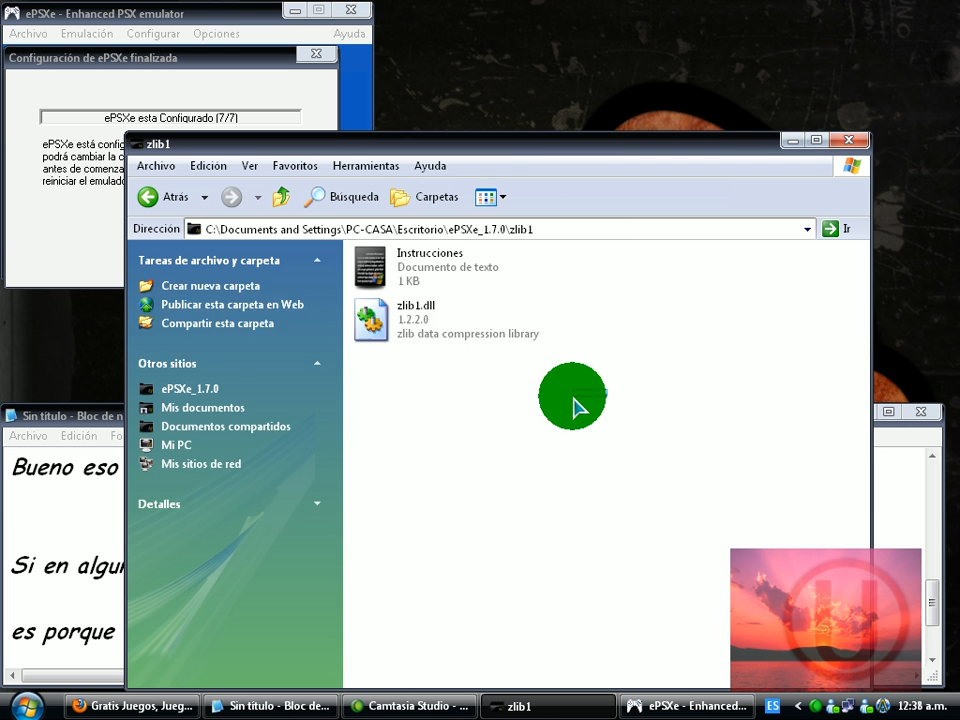 ePSXe - Enhanced PSX emulator
Archivo Emulación Configurar Opciones Ayuda
Configuración de ePSXe finalizada
ePSXe esta Configurado (7/7)
ePSXe está config
podrá cambiar la c
antes de comenza
reiniciar el emulado
zlib1
Archivo Edición Ver Favoritos Herramientas Ayuda
Atrás Búsqueda Carpetas
Dirección C:\Documents and Settings\PC-CASA\Escritorio\ePSXe_1.7.0\zlib1 Ir
Tareas de archivo y carpeta
Crear nueva carpeta
Publicar esta carpeta en Web
Compartir esta carpeta
Otros sitios
ePSXe_1.7.0
Mis documentos
Documentos compartidos
Mi PC
Mis sitios de red
Detalles
Instrucciones
Documento de texto
1 KB
zlib1.dll
1.2.2.0
zlib data compression library
Sin título - Bloc de n
Archivo Edición Fo
Bueno eso
Si en algun
es porque
U
Gratis Juegos, Jueg... Sin título - Bloc de... Camtasia Studio - ... zlib1 ePSXe - Enhanced... ES 12:38 a.m.